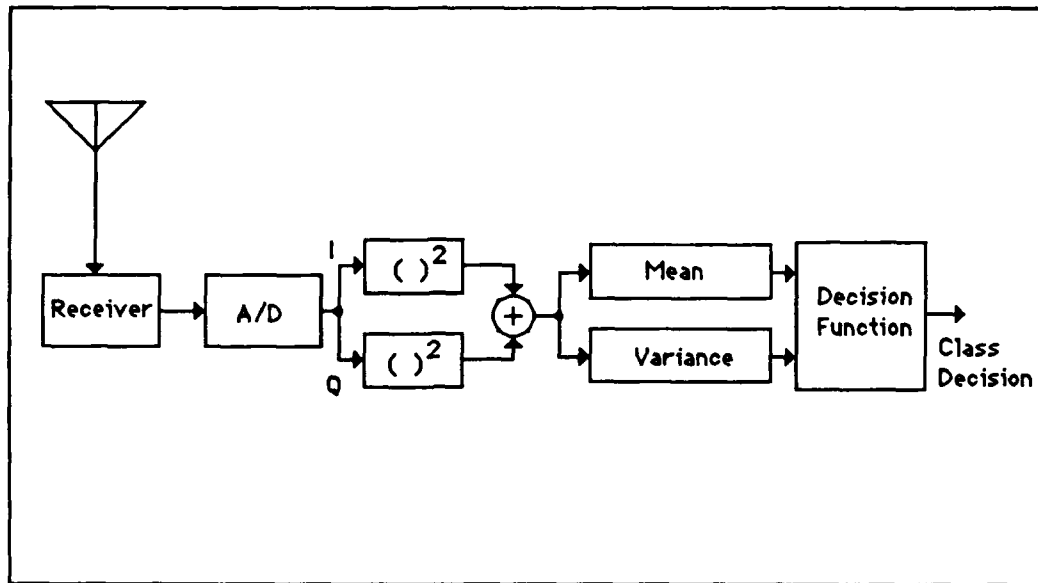 Receiver
A/D
I
( )2
Q
( )2
+
Mean
Variance
Decision
Function
Class
Decision